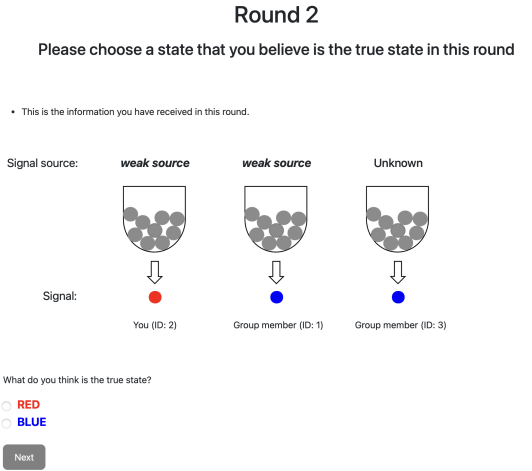 Round 2
Please choose a state that you believe is the true state in this round
• This is the information you have received in this round.
Signal source: weak source weak source Unknown
Signal:
You (ID: 2) Group member (ID: 1) Group member (ID: 3)
What do you think is the true state?
RED
BLUE
Next